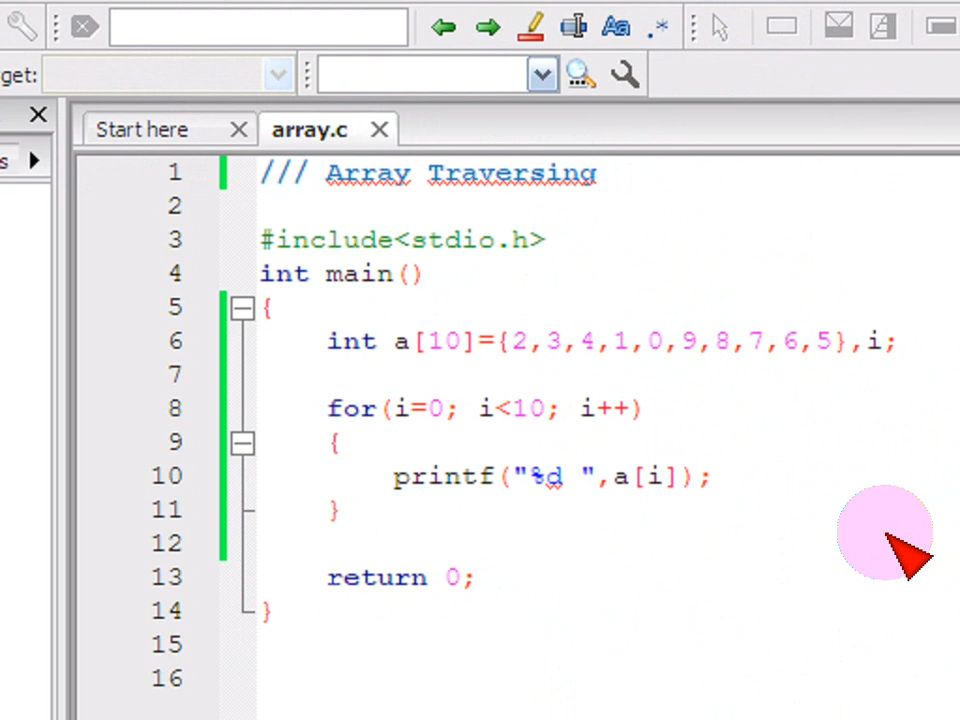 Aa .*
get:
Start here array.c
s
1 /// Array Traversing
2
3 #include<stdio.h>
4 int main()
5 {
6 int a[10]={2,3,4,1,0,9,8,7,6,5},i;
7
8 for(i=0; i<10; i++)
9 {
10 printf("%d ",a[i]);
11 }
12
13 return 0;
14 }
15
16